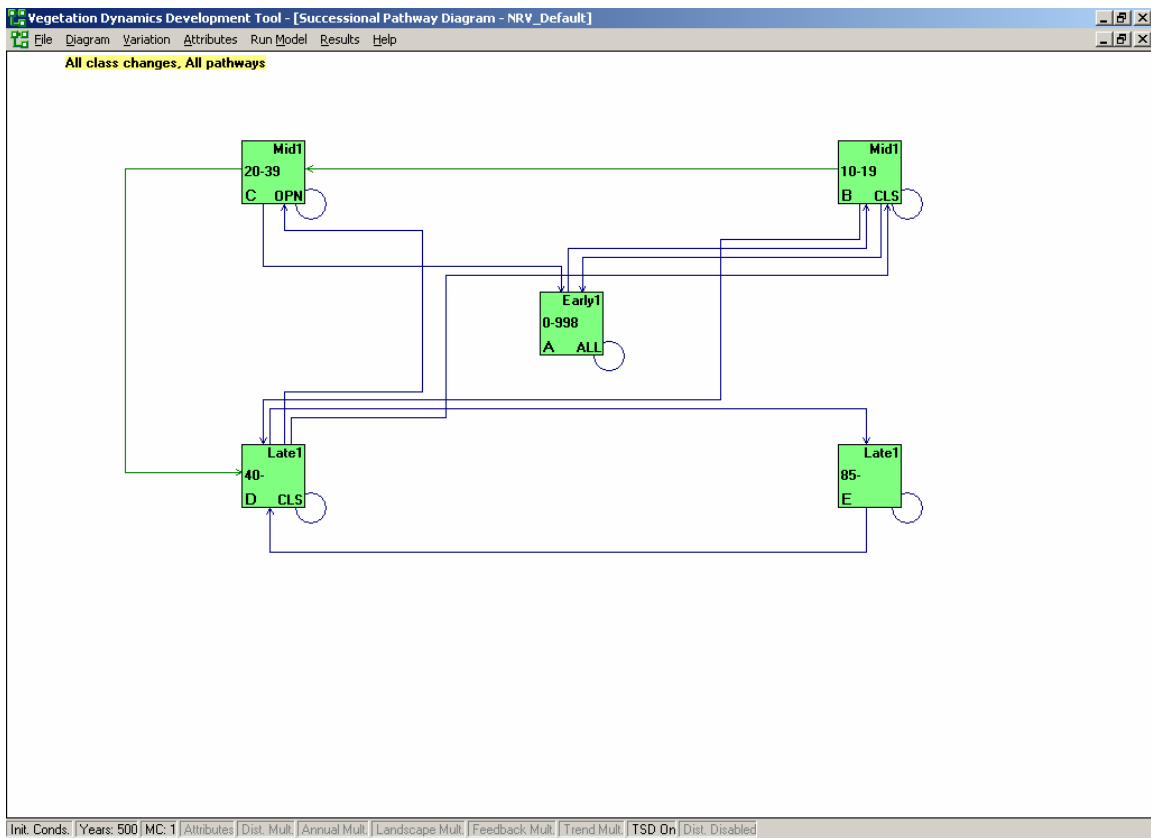 Vegetation Dynamics Development Tool - [Successional Pathway Diagram - NRV_Default]
File Diagram Variation Attributes Run Model Results Help
All class changes, All pathways
Mid1
20-39
C OPN
Mid1
10-19
B CLS
Early1
0-998
A ALL
Late1
40-
D CLS
Late1
85-
E
Init. Conds. Years: 500 MC: 1 Attributes Dist. Mult. Annual Mult. Landscape Mult. Feedback Mult. Trend Mult. TSD On Dist. Disabled